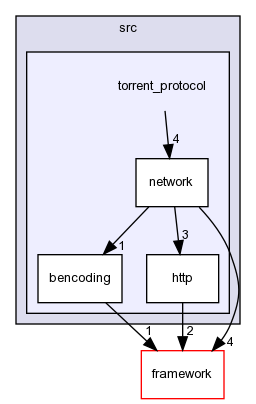 src
torrent_protocol
4
network
1
3
bencoding
http
1
2
4
framework